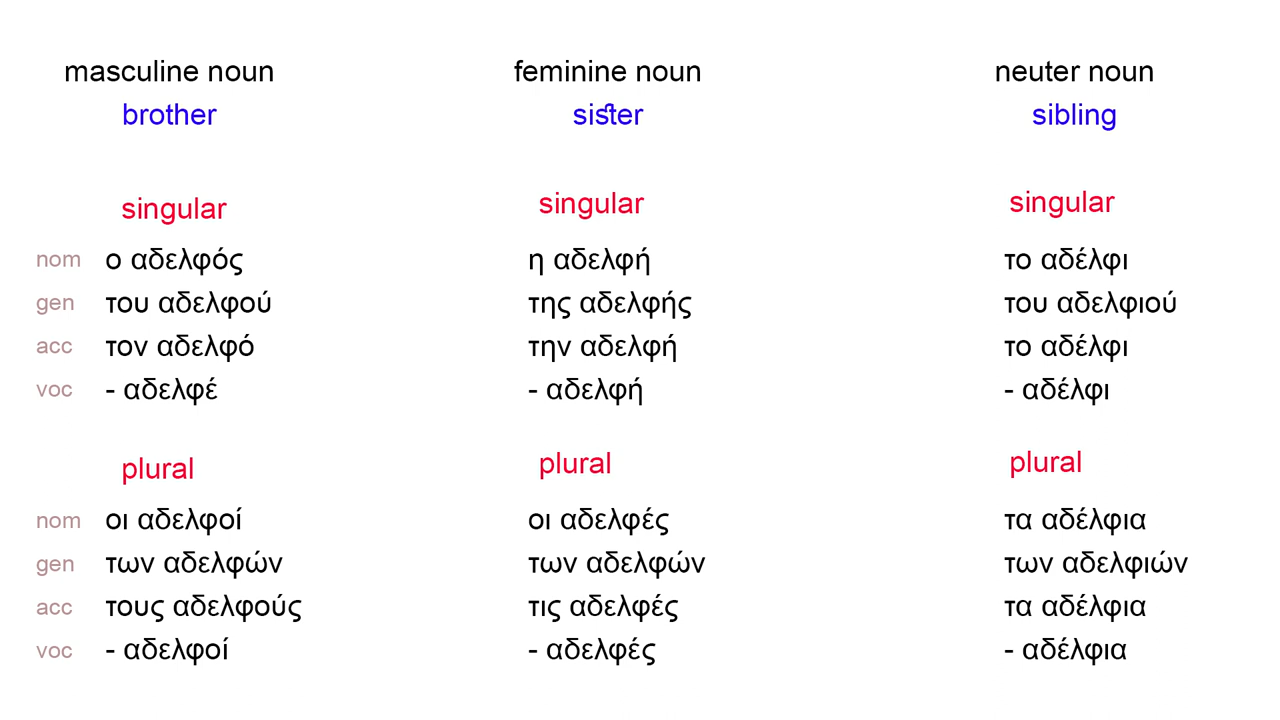 masculine noun feminine noun neuter noun
brother sister sibling
singular singular singular
nom ο αδελφός η αδελφή το αδέλφι
gen του αδελφού της αδελφής του αδελφιού
acc τον αδελφό την αδελφή το αδέλφι
voc - αδελφέ - αδελφή - αδέλφι
plural plural plural
nom οι αδελφοί οι αδελφές τα αδέλφια
gen των αδελφών των αδελφών των αδελφιών
acc τους αδελφούς τις αδελφές τα αδέλφια
voc - αδελφοί - αδελφές - αδέλφια